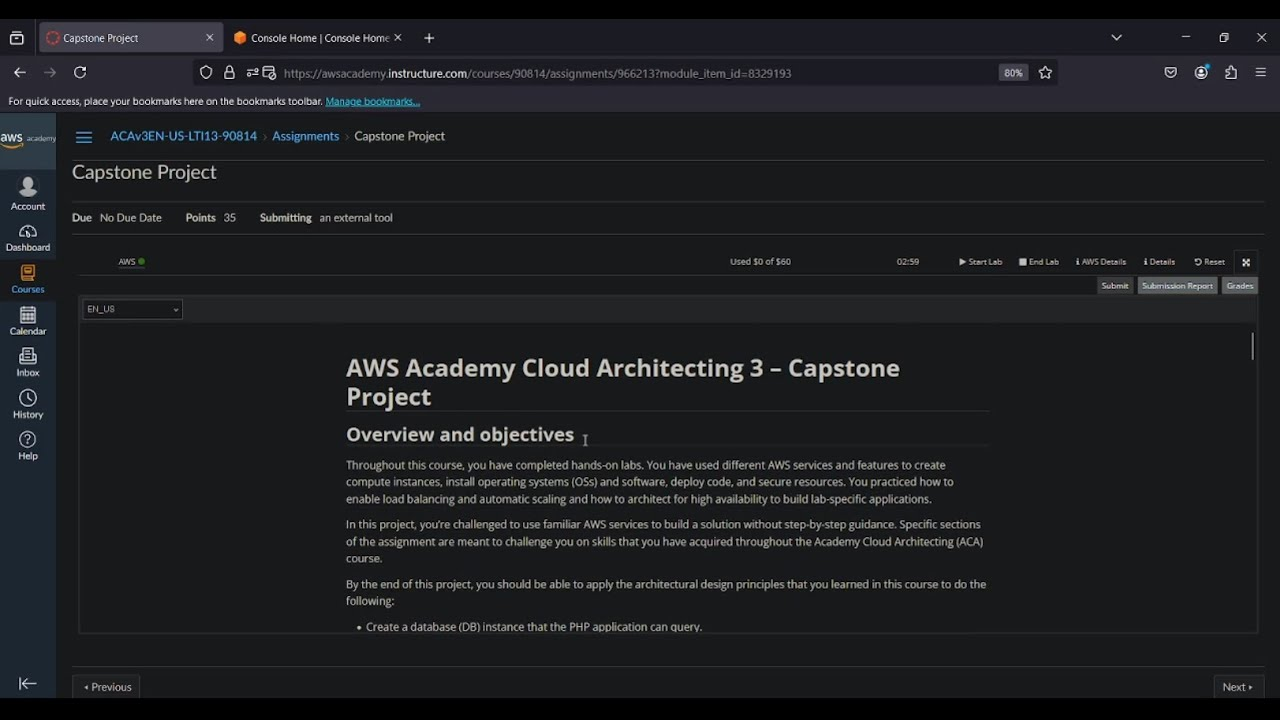 Capstone Project
Console Home | Console Home
https://awsacademy.instructure.com/courses/90814/assignments/966213?module_item_id=8329193
80%
For quick access, place your bookmarks here on the bookmarks toolbar. Manage bookmarks...
aws academy
ACAv3EN-US-LTI13-90814 › Assignments › Capstone Project
Capstone Project
Account
Dashboard
Courses
Calendar
Inbox
History
Help
Due No Due Date Points 35 Submitting an external tool
AWS Used $0 of $60 02:59 Start Lab End Lab AWS Details Details Reset
Submit Submission Report Grades
EN_US
AWS Academy Cloud Architecting 3 – Capstone
Project
Overview and objectives
Throughout this course, you have completed hands-on labs. You have used different AWS services and features to create
compute instances, install operating systems (OSs) and software, deploy code, and secure resources. You practiced how to
enable load balancing and automatic scaling and how to architect for high availability to build lab-specific applications.
In this project, you're challenged to use familiar AWS services to build a solution without step-by-step guidance. Specific sections
of the assignment are meant to challenge you on skills that you have acquired throughout the Academy Cloud Architecting (ACA)
course.
By the end of this project, you should be able to apply the architectural design principles that you learned in this course to do the
following:
• Create a database (DB) instance that the PHP application can query.
Previous
Next